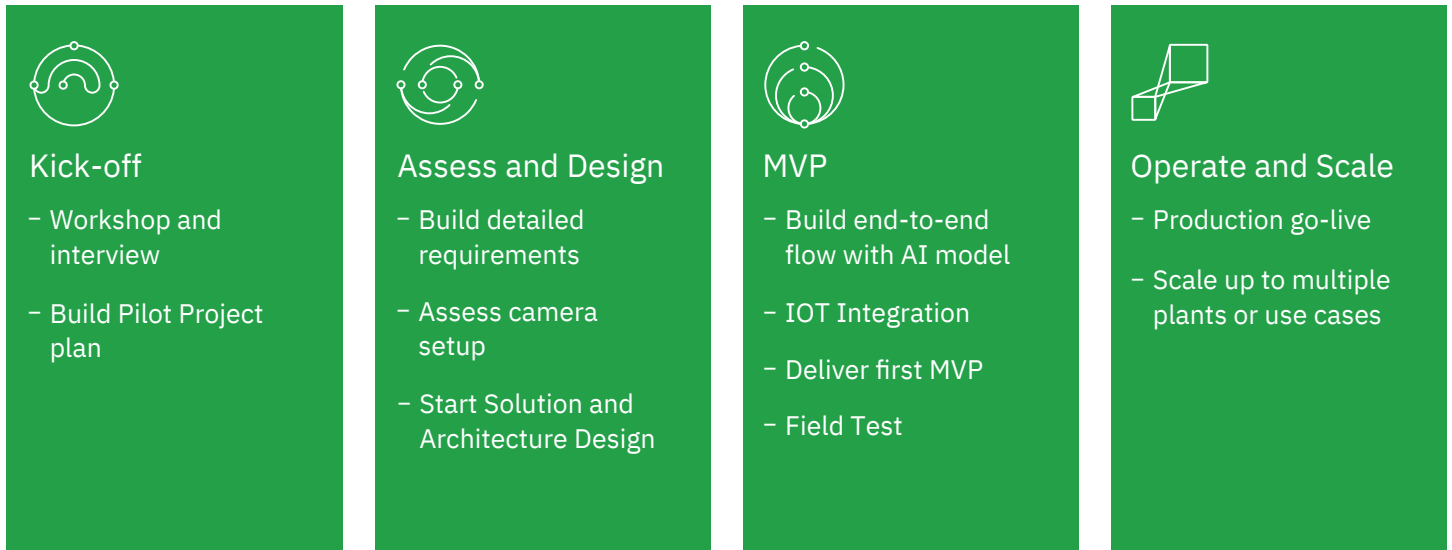 Kick-off
– Workshop and
interview
– Build Pilot Project
plan
Assess and Design
– Build detailed
requirements
– Assess camera
setup
– Start Solution and
Architecture Design
MVP
– Build end-to-end
flow with AI model
– IOT Integration
– Deliver first MVP
– Field Test
Operate and Scale
– Production go-live
– Scale up to multiple
plants or use cases